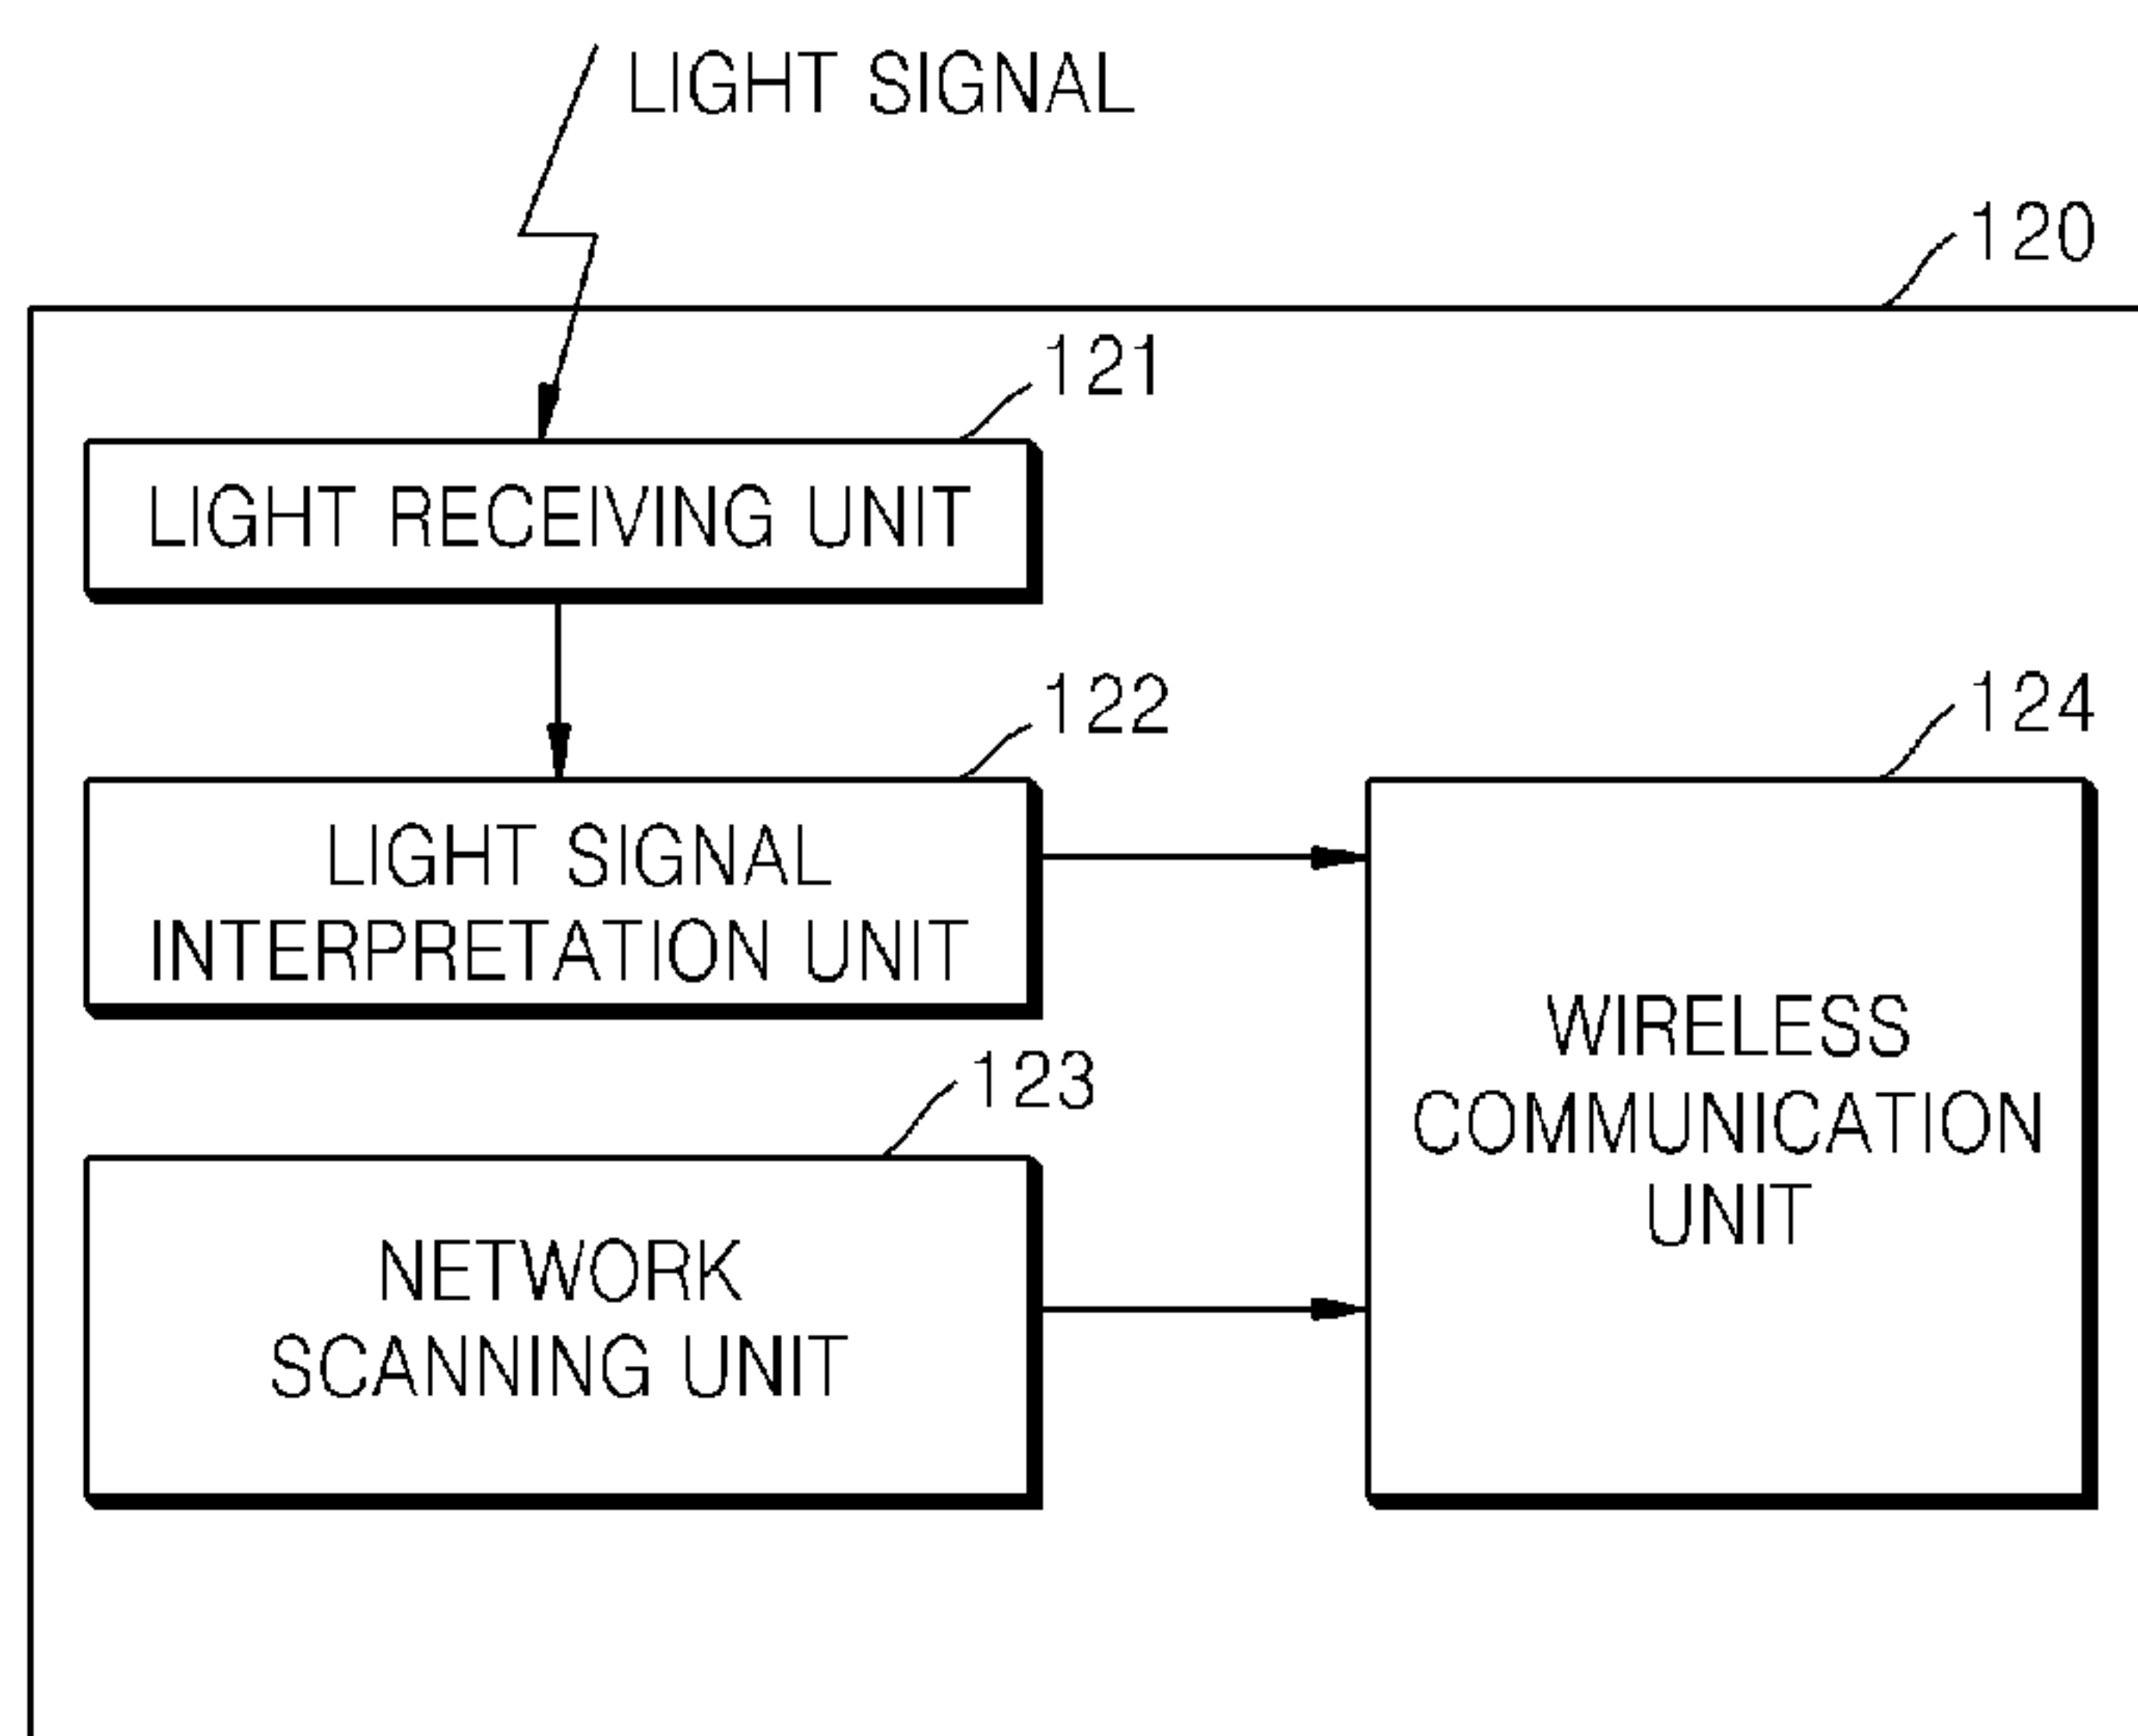 LIGHT SIGNAL
120
121
LIGHT RECEIVING UNIT
122
124
LIGHT SIGNAL
INTERPRETATION UNIT
WIRELESS
COMMUNICATION
UNIT
123
NETWORK
SCANNING UNIT